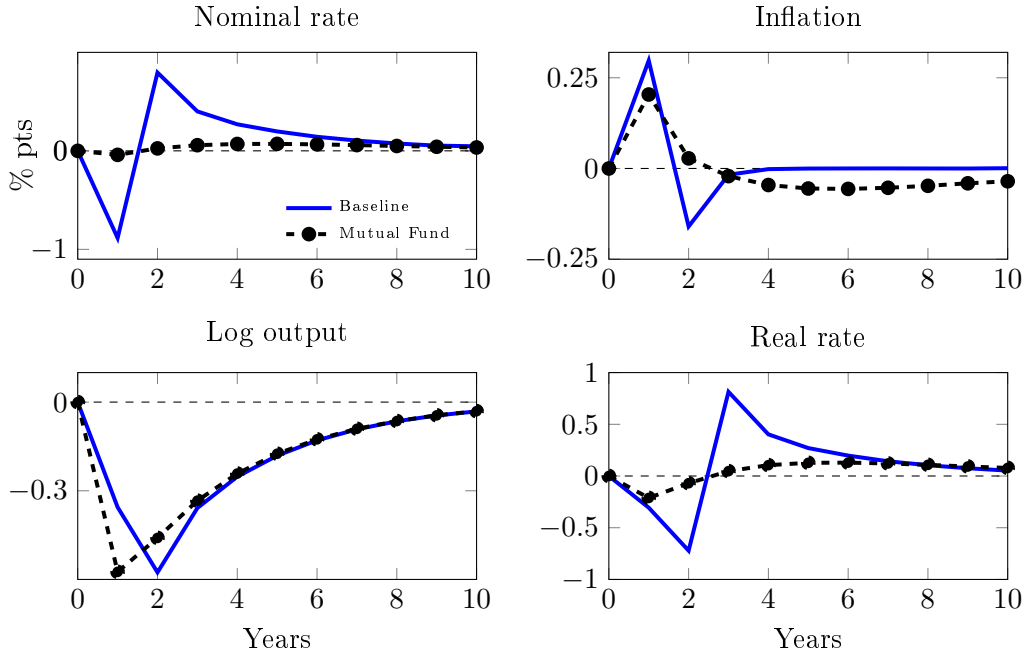 Nominal rate
% pts
0
−1
0 2 4 6 8 10
Baseline
Mutual Fund
Inflation
0.25
0
−0.25
0 2 4 6 8 10
Log output
0
−0.3
0 2 4 6 8 10
Years
Real rate
1
0.5
0
−0.5
−1
0 2 4 6 8 10
Years